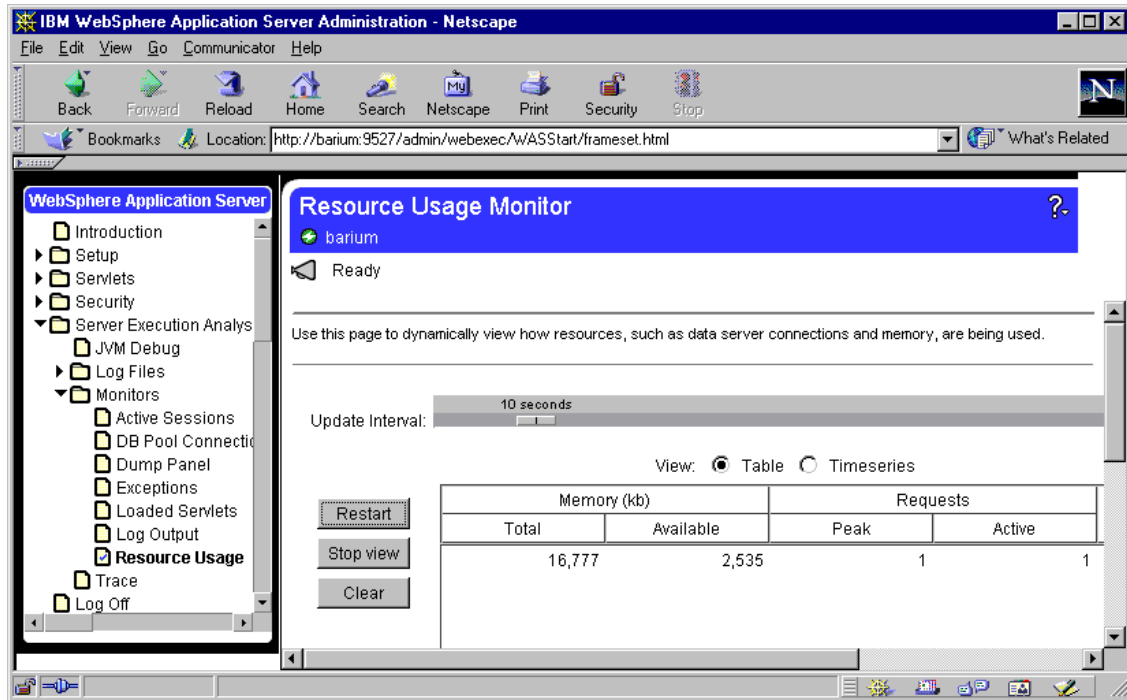 IBM WebSphere Application Server Administration - Netscape
File Edit View Go Communicator Help
Back Forward Reload Home Search Netscape Print Security Stop
My
N
Bookmarks Location: http://barium:9527/admin/webexec/WASStart/frameset.html What's Related
WebSphere Application Server
Introduction
Setup
Servlets
Security
Server Execution Analys
JVM Debug
Log Files
Monitors
Active Sessions
DB Pool Connectic
Dump Panel
Exceptions
Loaded Servlets
Log Output
Resource Usage
Trace
Log Off
Resource Usage Monitor
?
barium
Ready
Use this page to dynamically view how resources, such as data server connections and memory, are being used.
10 seconds
Update Interval:
View: Table Timeseries
Restart
Stop view
Clear
Memory (kb) Requests
Total Available Peak Active
16,777 2,535 1 1